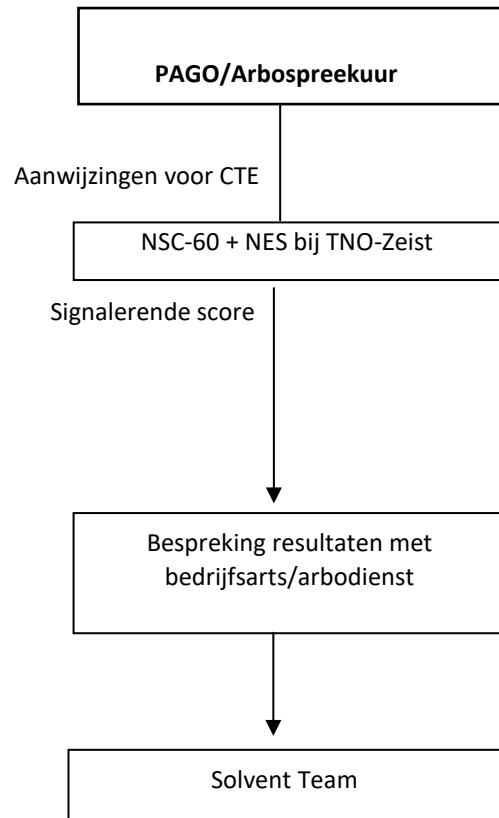 PAGO/Arbospreekuur
Aanwijzingen voor CTE
NSC-60 + NES bij TNO-Zeist
Signalerende score
Bespreking resultaten met
bedrijfsarts/arbodienst
Solvent Team